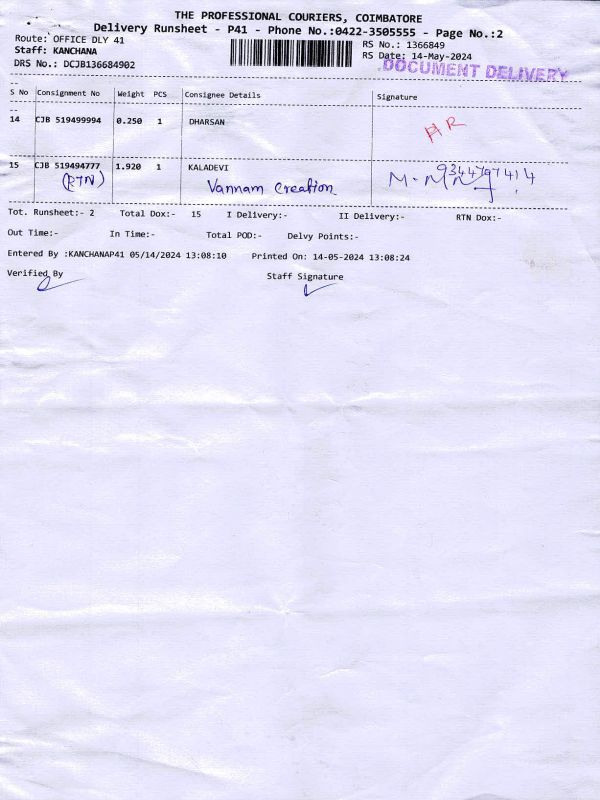 THE PROFESSIONAL COURIERS, COIMBATORE
Delivery Runsheet - P41 - Phone No.:0422-3505555 - Page No.:2
Route: OFFICE DLY 41
RS No.: 1366849
Staff: KANCHANA
RS Date: 14-May-2024
DRS No.: DCJB136684902
DOCUMENT DELIVERY
S No Consignment No Weight PCS Consignee Details Signature
14 CJB 519499994 0.250 1 DHARSAN
15 CJB 519494777 1.920 1 KALADEVI
(RTN) Vannam Creation
Tot. Runsheet:- 2 Total Dox:- 15 I Delivery:- II Delivery:- RTN Dox:-
Out Time:- In Time:- Total POD:- Delvy Points:-
Entered By :KANCHANAP41 05/14/2024 13:08:10 Printed On: 14-05-2024 13:08:24
Verified By Staff Signature